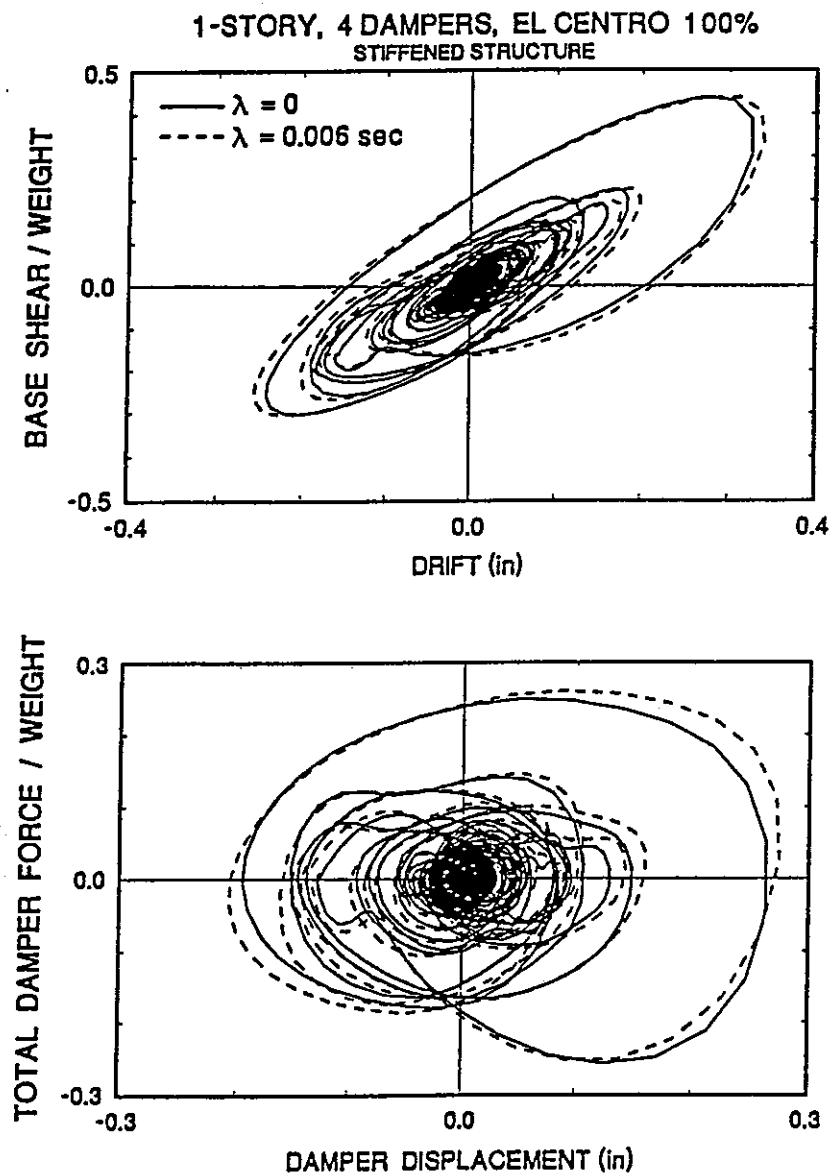 1-STORY, 4 DAMPERS, EL CENTRO 100%
STIFFENED STRUCTURE
0.5
λ = 0
λ = 0.006 sec
BASE SHEAR / WEIGHT
0.0
-0.5
-0.4
0.0
0.4
DRIFT (in)
0.3
TOTAL DAMPER FORCE / WEIGHT
0.0
-0.3
-0.3
0.0
0.3
DAMPER DISPLACEMENT (in)